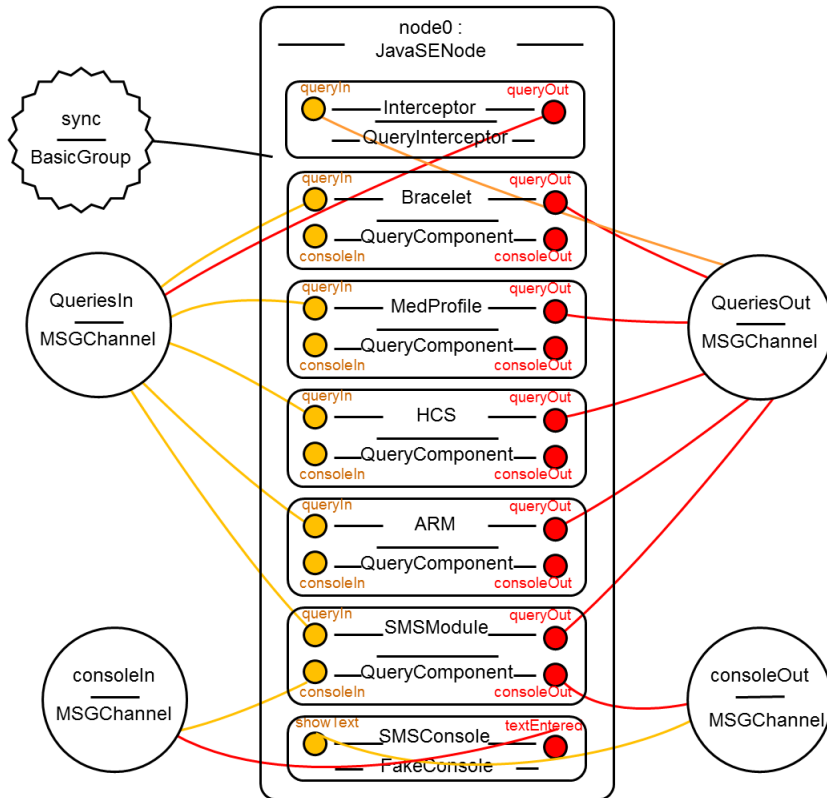 node0 :
JavaSENode
sync
BasicGroup
queryIn
queryOut
Interceptor
QueryInterceptor
queryIn
queryOut
Bracelet
QueryComponent
consoleIn
consoleOut
QueriesIn
MSGChannel
queryIn
queryOut
MedProfile
QueryComponent
consoleIn
consoleOut
QueriesOut
MSGChannel
queryIn
queryOut
HCS
QueryComponent
consoleIn
consoleOut
queryIn
queryOut
ARM
QueryComponent
consoleIn
consoleOut
queryIn
queryOut
SMSModule
QueryComponent
consoleIn
consoleOut
consoleIn
MSGChannel
consoleOut
MSGChannel
showText
textEntered
SMSConsole
FakeConsole